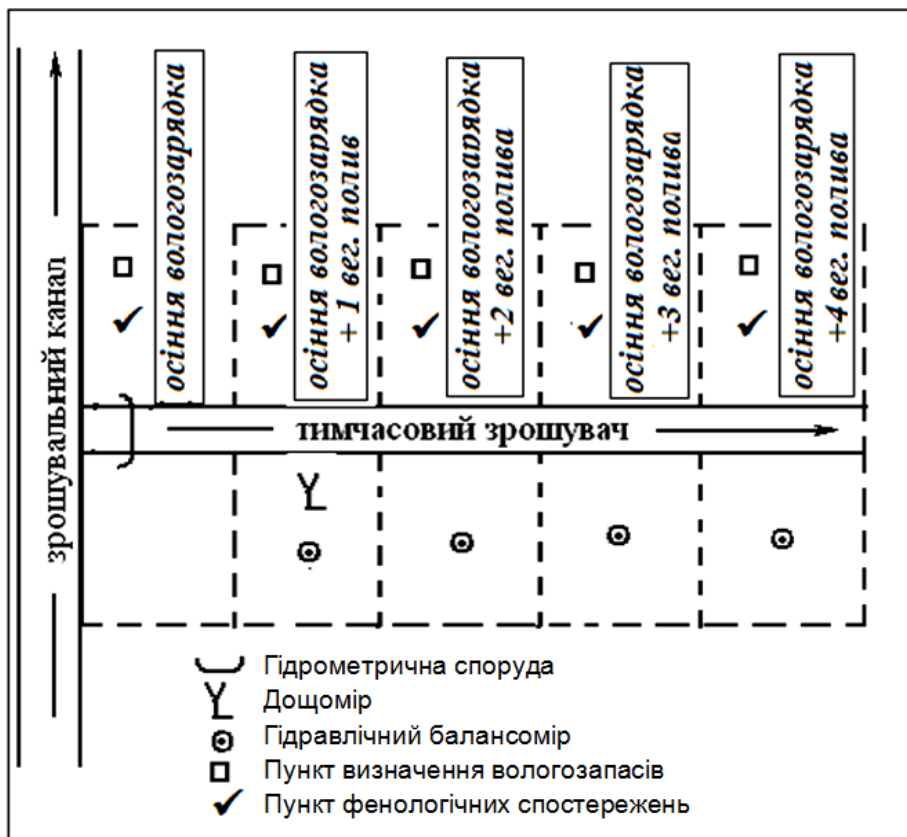 зрошувальний канал
осіння вологозарядка
осіння вологозарядка
+ 1 вег. полив
осіння вологозарядка
+2 вег. полива
осіння вологозарядка
+3 вег. полива
осіння вологозарядка
+4 вег. полива
тимчасовий зрошувач
Гідрометрична споруда
Дощомір
Гідравлічний балансомір
Пункт визначення вологозапасів
Пункт фенологічних спостережень